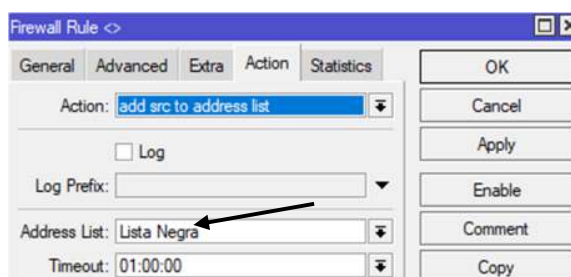 Firewall Rule <>
General Advanced Extra Action Statistics
OK
Action: add src to address list
Cancel
Log
Apply
Log Prefix:
Enable
Address List: Lista Negra
Comment
Timeout: 01:00:00
Copy